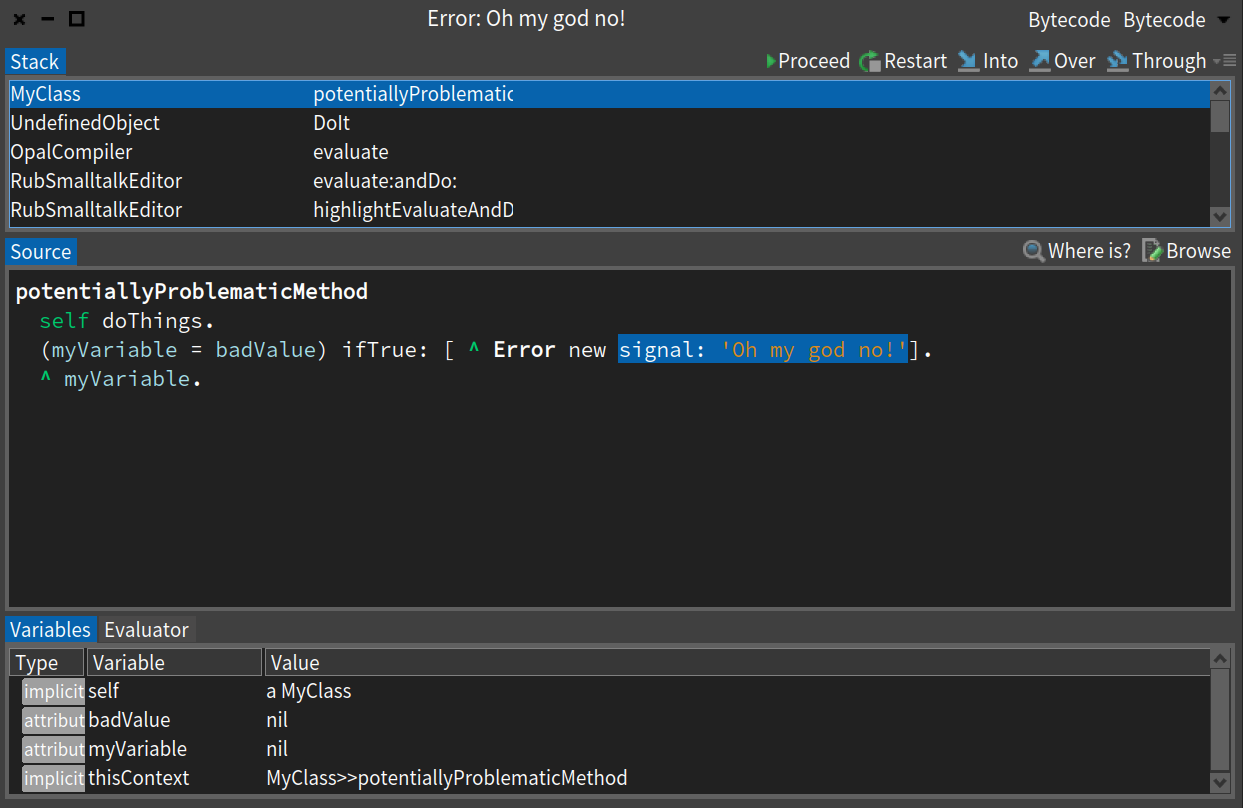 Error: Oh my god no! Bytecode Bytecode
Stack Proceed Restart Into Over Through
MyClass potentiallyProblematic
UndefinedObject DoIt
OpalCompiler evaluate
RubSmalltalkEditor evaluate:andDo:
RubSmalltalkEditor highlightEvaluateAndD
Source Where is? Browse
potentiallyProblematicMethod
self doThings.
(myVariable = badValue) ifTrue: [ ^ Error new signal: 'Oh my god no!'].
^ myVariable.
Variables Evaluator
Type Variable Value
implicit self a MyClass
attribut badValue nil
attribut myVariable nil
implicit thisContext MyClass>>potentiallyProblematicMethod